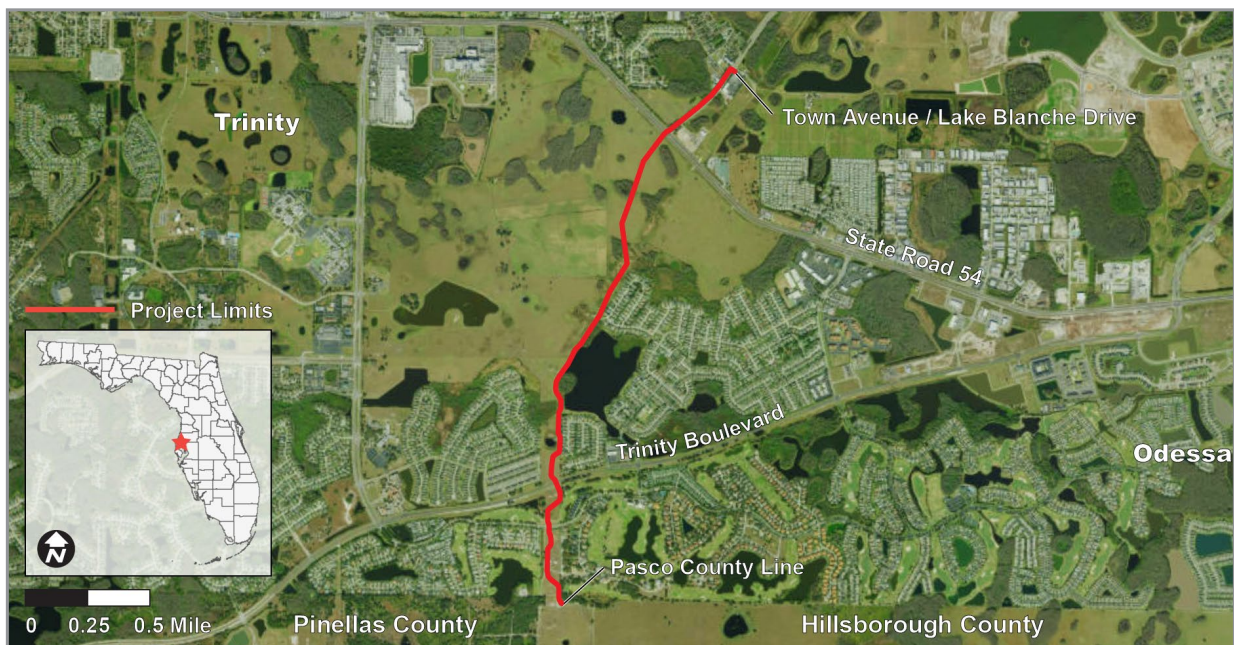 Trinity
Town Avenue / Lake Blanche Drive
State Road 54
Project Limits
Trinity Boulevard
Odessa
N
Pasco County Line
0 0.25 0.5 Mile
Pinellas County
Hillsborough County